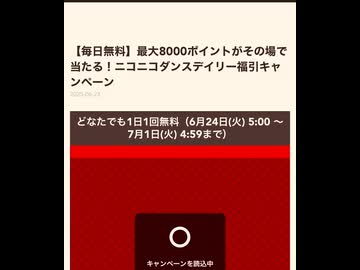 【毎日無料】最大8000ポイントがその場で
当たる！ニコニコダンスデイリー福引キャ
ンペーン
2025-06-23
どなたでも1日1回無料（6月24日(火) 5:00 〜
7月1日(火) 4:59まで）
キャンペーンを読込中